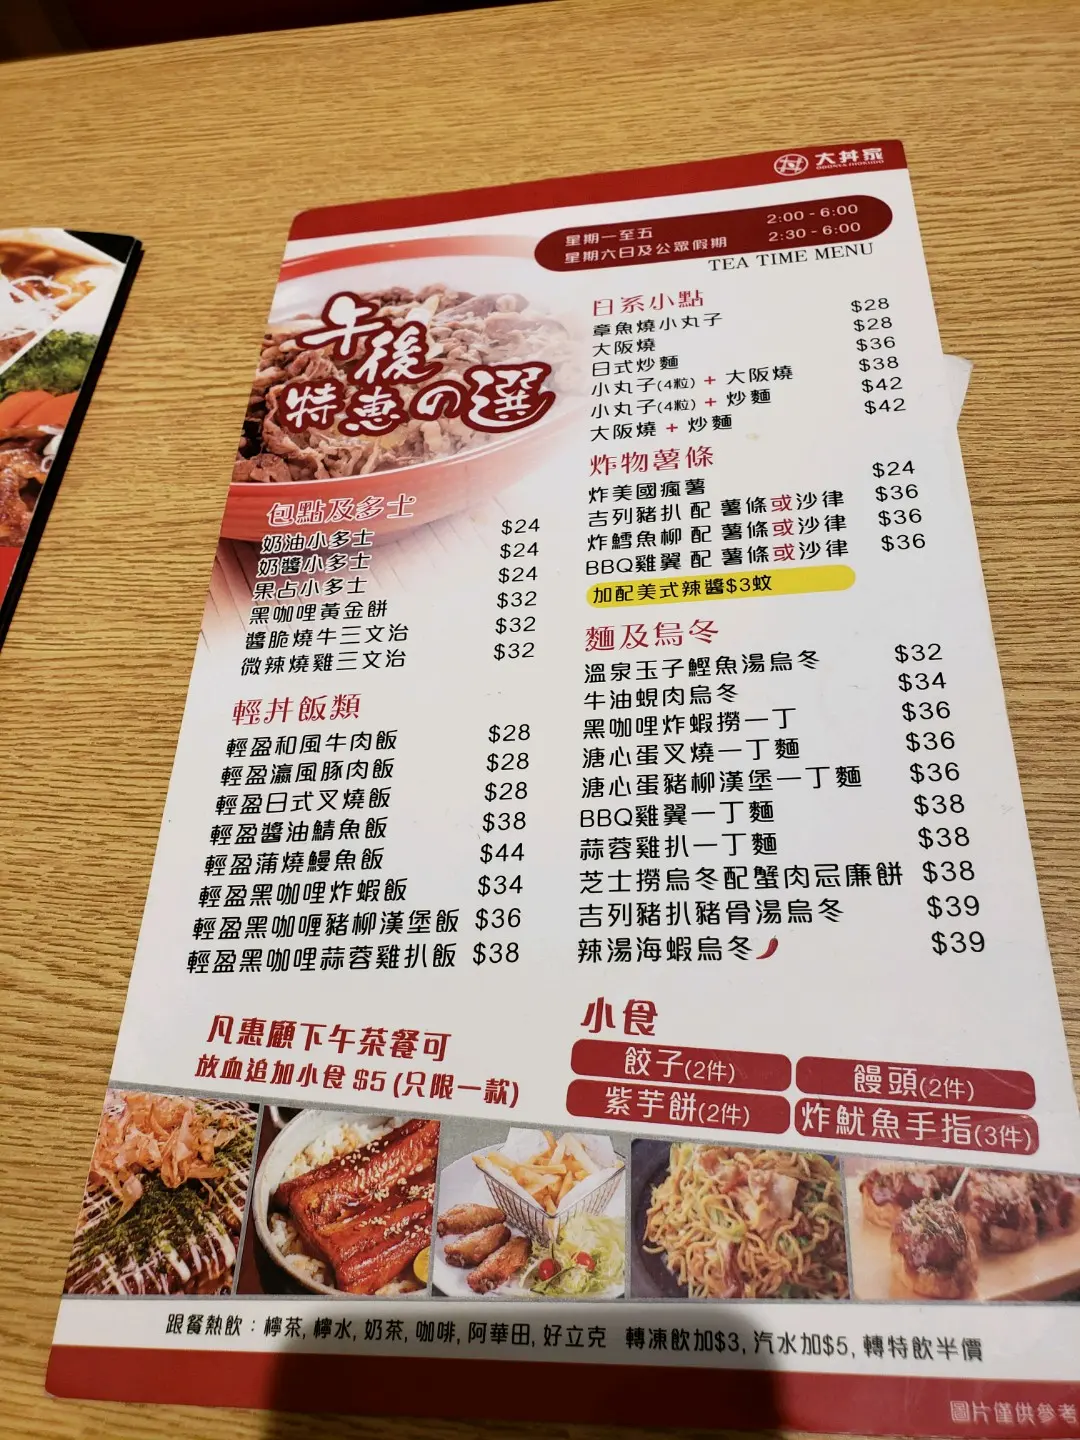 大丼家
星期一至五 2:00 - 6:00
星期六日及公眾假期 2:30 - 6:00
TEA TIME MENU
午後
特惠の選
包點及多士
奶油小多士 $24
奶醬小多士 $24
果占小多士 $24
黑咖哩黃金餅 $32
醬脆燒牛三文治 $32
微辣燒雞三文治 $32
輕丼飯類
輕盈和風牛肉飯 $28
輕盈瀛風豚肉飯 $28
輕盈日式叉燒飯 $28
輕盈醬油鯖魚飯 $38
輕盈蒲燒鰻魚飯 $44
輕盈黑咖哩炸蝦飯 $34
輕盈黑咖喱豬柳漢堡飯 $36
輕盈黑咖哩蒜蓉雞扒飯 $38
凡惠顧下午茶餐可
放血追加小食 $5 (只限一款)
日系小點
章魚燒小丸子 $28
大阪燒 $28
日式炒麵 $36
小丸子(4粒) + 大阪燒 $38
小丸子(4粒) + 炒麵 $42
大阪燒 + 炒麵 $42
炸物薯條
炸美國瘋薯 $24
吉列豬扒 配 薯條或沙律 $36
炸鱈魚柳 配 薯條或沙律 $36
BBQ雞翼 配 薯條或沙律 $36
加配美式辣醬$3蚊
麵及烏冬
溫泉玉子鰹魚湯烏冬 $32
牛油蜆肉烏冬 $34
黑咖哩炸蝦撈一丁 $36
溏心蛋叉燒一丁麵 $36
溏心蛋豬柳漢堡一丁麵 $36
BBQ雞翼一丁麵 $38
蒜蓉雞扒一丁麵 $38
芝士撈烏冬配蟹肉忌廉餅 $38
吉列豬扒豬骨湯烏冬 $39
辣湯海蝦烏冬 $39
小食
餃子(2件) 饅頭(2件)
紫芋餅(2件) 炸魷魚手指(3件)
跟餐熱飲：檸茶, 檸水, 奶茶, 咖啡, 阿華田, 好立克 轉凍飲加$3, 汽水加$5, 轉特飲半價
圖片僅供參考